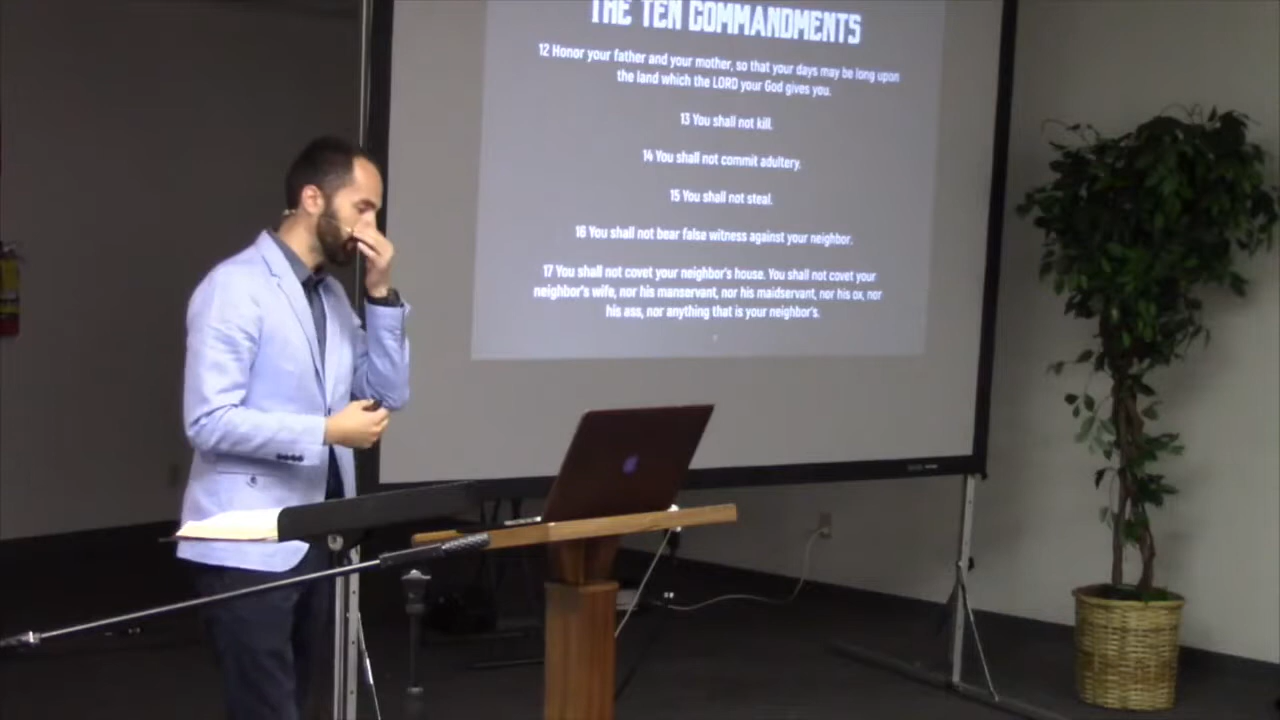 THE TEN COMMANDMENTS
12 Honor your father and your mother, so that your days may be long upon
the land which the LORD your God gives you.
13 You shall not kill.
14 You shall not commit adultery.
15 You shall not steal.
16 You shall not bear false witness against your neighbor.
17 You shall not covet your neighbor's house. You shall not covet your
neighbor's wife, nor his manservant, nor his maidservant, nor his ox, nor
his ass, nor anything that is your neighbor's.